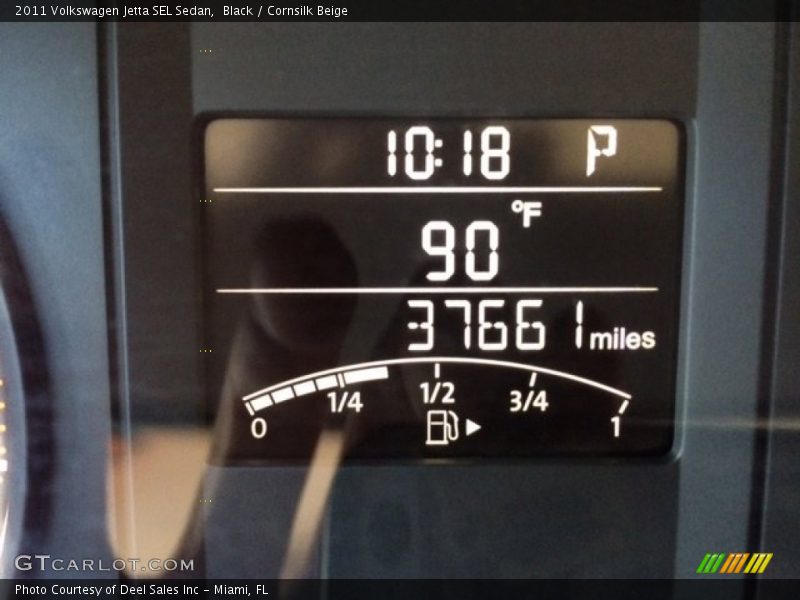 2011 Volkswagen Jetta SEL Sedan, Black / Cornsilk Beige
10:18 P
90 °F
37661 miles
0 1/4 1/2 3/4 1
GTCARLOT.COM
Photo Courtesy of Deel Sales Inc - Miami, FL